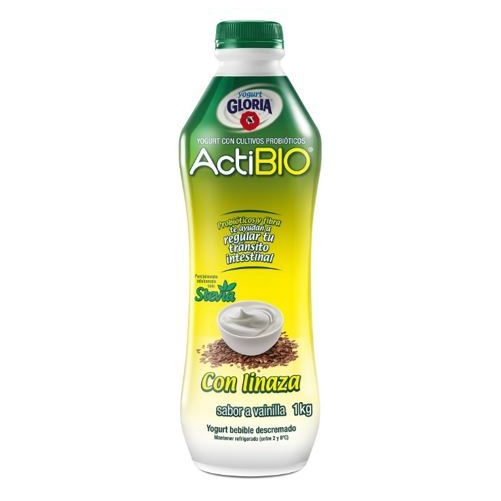 yogurt
GLORIA
YOGURT CON CULTIVOS PROBIÓTICOS
ActiBIO®
Probióticos y fibra
te ayudan a
regular tu
tránsito
intestinal
Parcialmente
endulzado
con
Stevia
Con linaza
sabor a vainilla 1kg
Yogurt bebible descremado
Mantener refrigerado (entre 2 y 8°C)